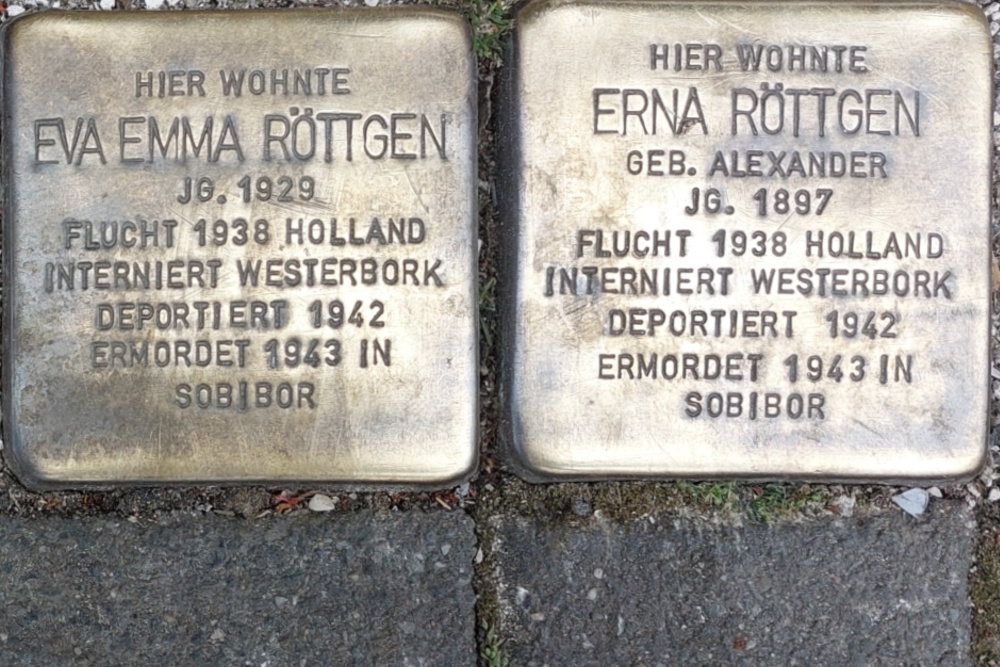 HIER WOHNTE
EVA EMMA RÖTTGEN
JG. 1929
FLUCHT 1938 HOLLAND
INTERNIERT WESTERBORK
DEPORTIERT 1942
ERMORDET 1943 IN
SOBIBOR
HIER WOHNTE
ERNA RÖTTGEN
GEB. ALEXANDER
JG. 1897
FLUCHT 1938 HOLLAND
INTERNIERT WESTERBORK
DEPORTIERT 1942
ERMORDET 1943 IN
SOBIBOR